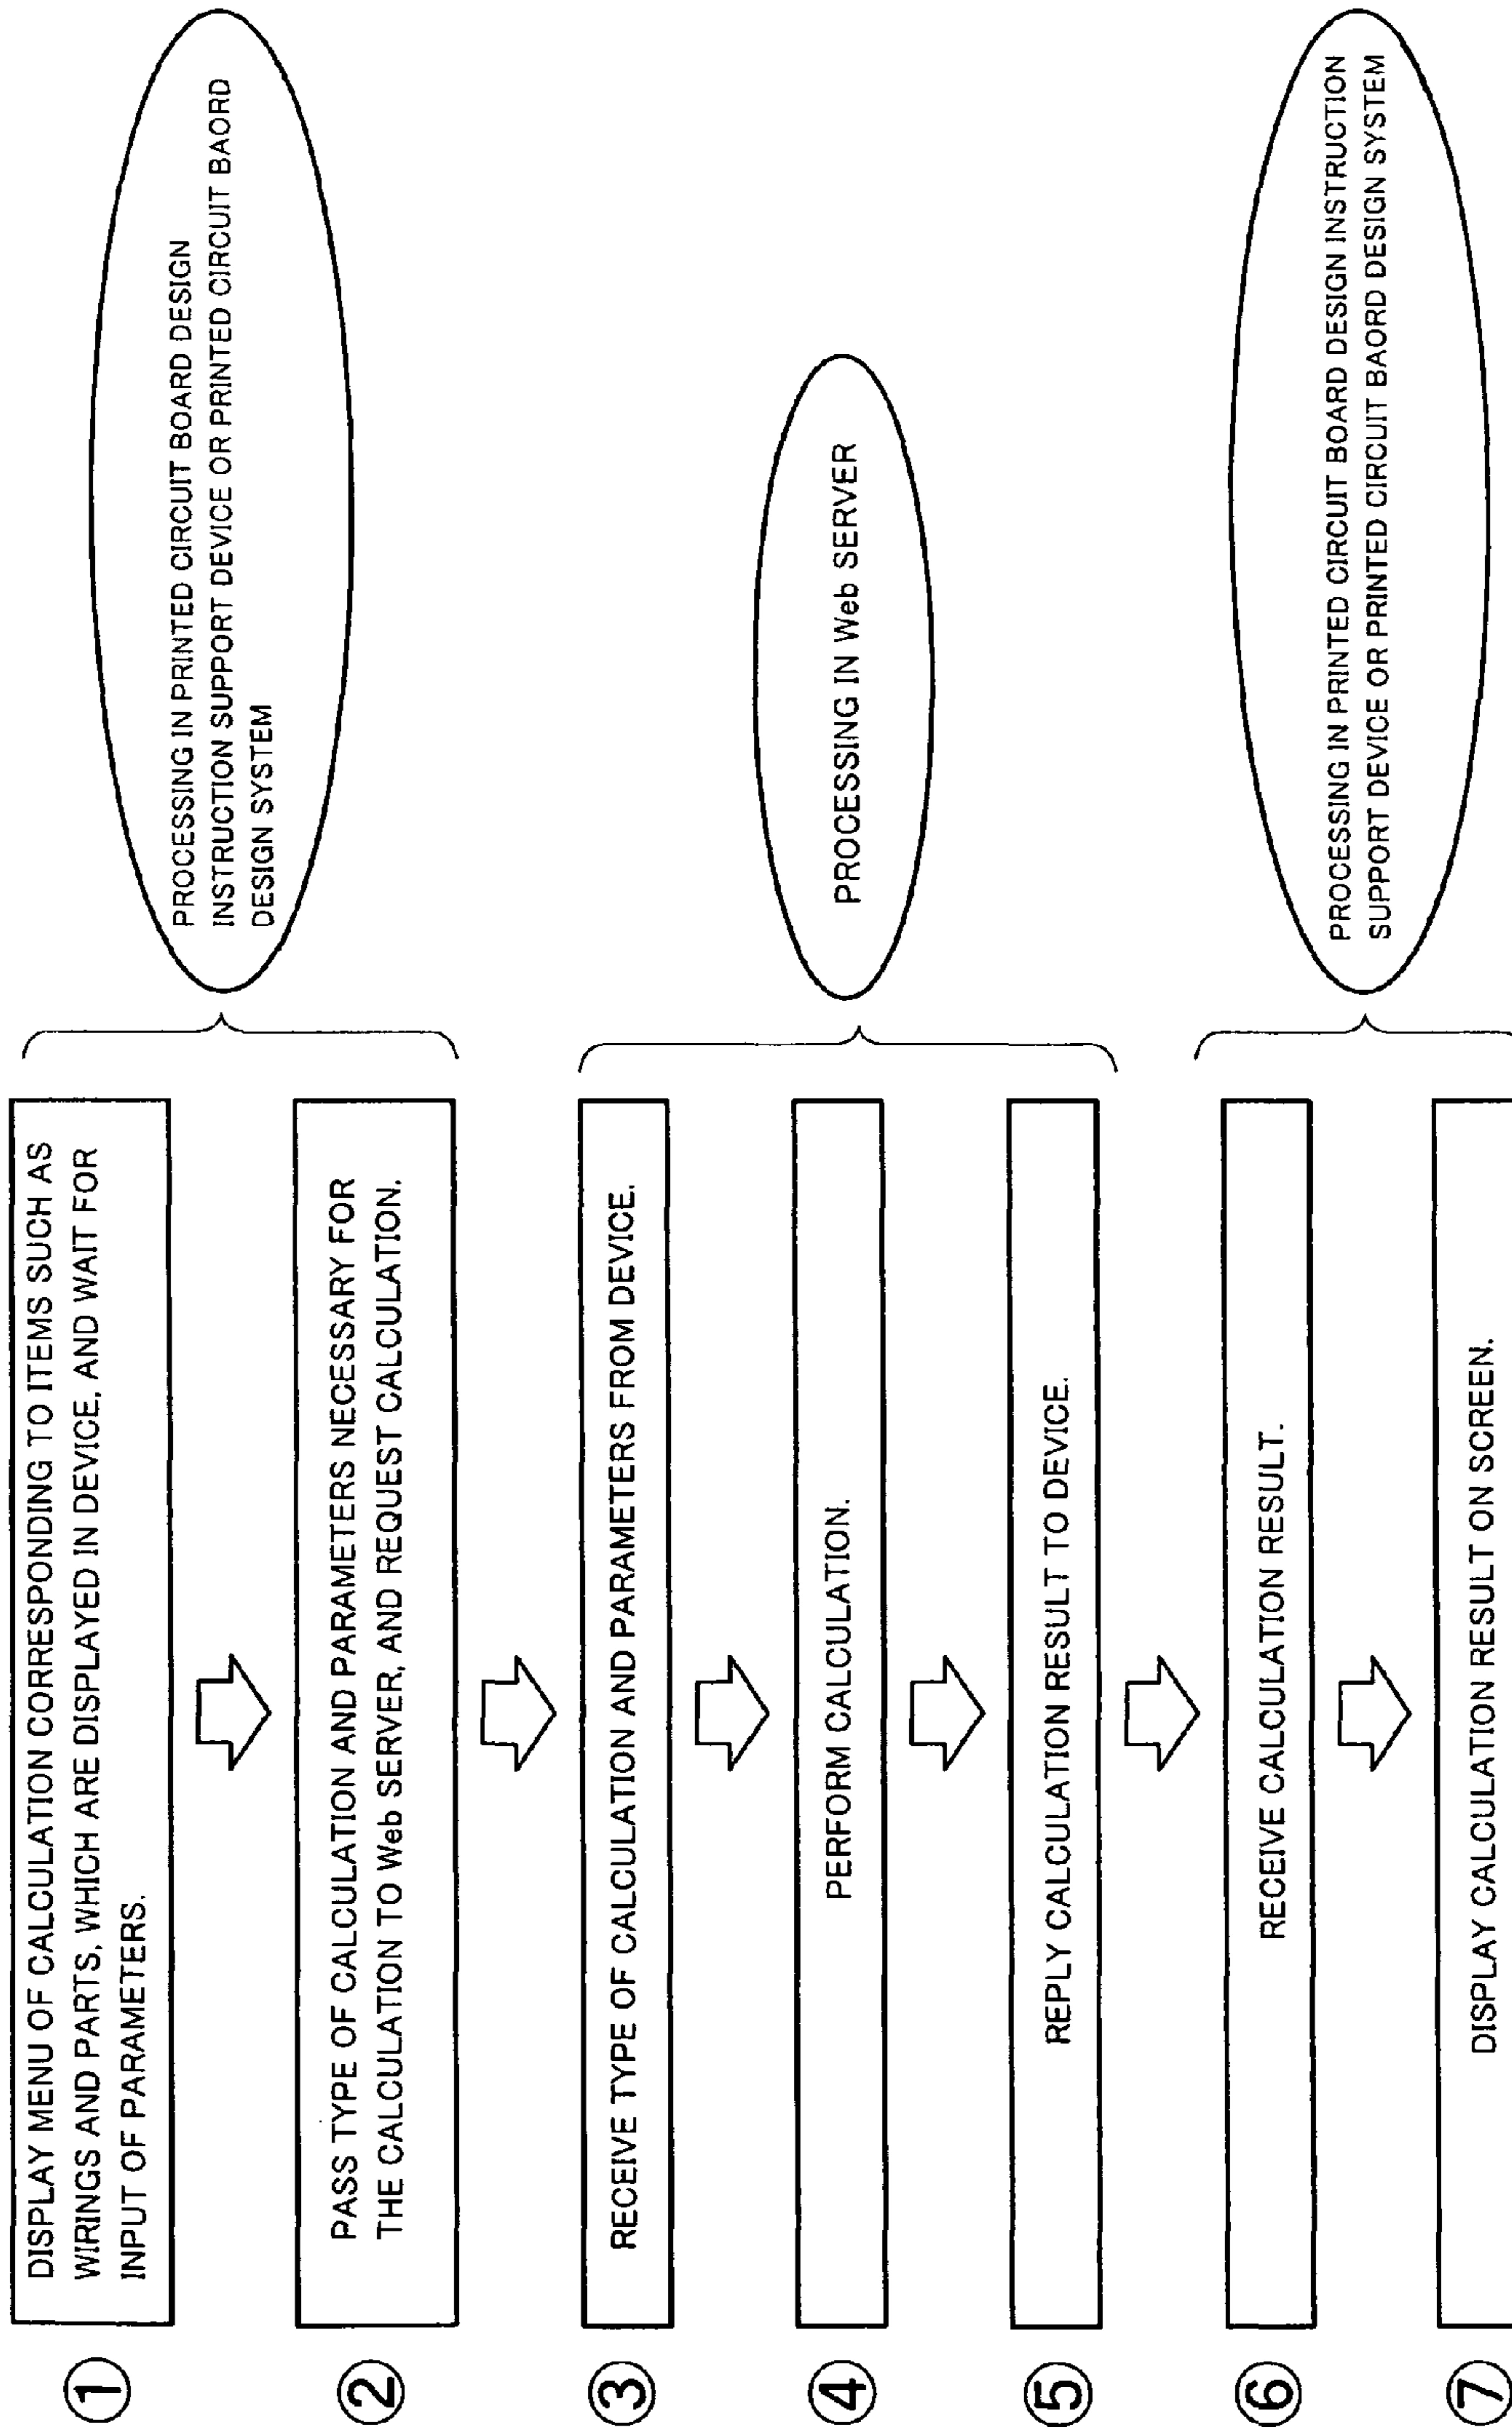 ①
DISPLAY MENU OF CALCULATION CORRESPONDING TO ITEMS SUCH AS
WIRINGS AND PARTS, WHICH ARE DISPLAYED IN DEVICE, AND WAIT FOR
INPUT OF PARAMETERS.
PROCESSING IN PRINTED CIRCUIT BOARD DESIGN
INSTRUCTION SUPPORT DEVICE OR PRINTED CIRCUIT BAORD
DESIGN SYSTEM
②
PASS TYPE OF CALCULATION AND PARAMETERS NECESSARY FOR
THE CALCULATION TO Web SERVER, AND REQUEST CALCULATION.
③
RECEIVE TYPE OF CALCULATION AND PARAMETERS FROM DEVICE.
④
PERFORM CALCULATION.
PROCESSING IN Web SERVER
⑤
REPLY CALCULATION RESULT TO DEVICE.
⑥
RECEIVE CALCULATION RESULT.
PROCESSING IN PRINTED CIRCUIT BOARD DESIGN INSTRUCTION
SUPPORT DEVICE OR PRINTED CIRCUIT BAORD DESIGN SYSTEM
⑦
DISPLAY CALCULATION RESULT ON SCREEN.